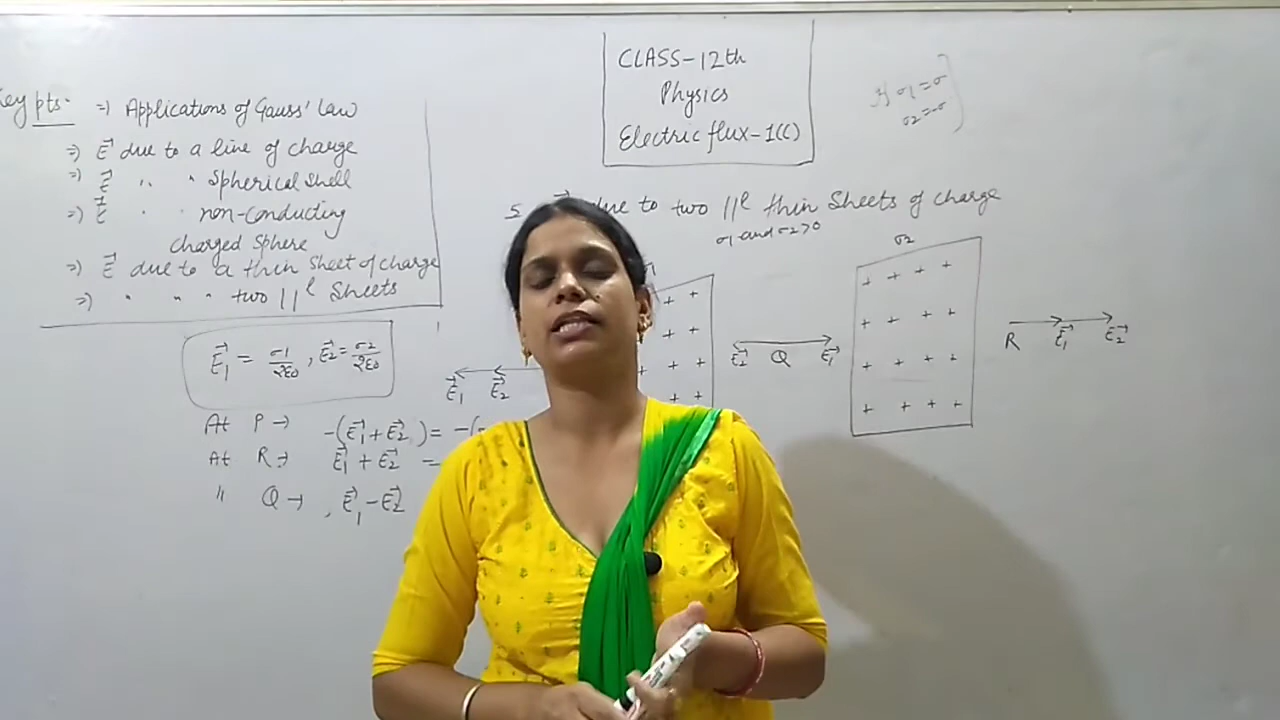 CLASS-12th
Physics
Electric flux-1(C)
Key pts.
=) Applications of Gauss' Law
=) E⃗ due to a line of charge
=) E⃗ " " Spherical Shell
=) E⃗ " " non-conducting
charged Sphere
=) E⃗ due to a thin sheet of charge
=) " " " two ||l Sheets
σ1 = σ
σ2 = -σ
5. due to two ||l thin Sheets of charge
σ1 and σ2>0
σ2
+ + + +
+ + + +
+ + + +
+ + + +
+ +
+ +
+ +
+ +
E⃗1 = σ1/2ε0, E⃗2 = σ2/2ε0
E⃗1 E⃗2
E⃗2 Q E⃗1
R E⃗1 E⃗2
At P → -(E⃗1+E⃗2) = -(
At R → E⃗1+E⃗2 =
" Q → E⃗1-E⃗2